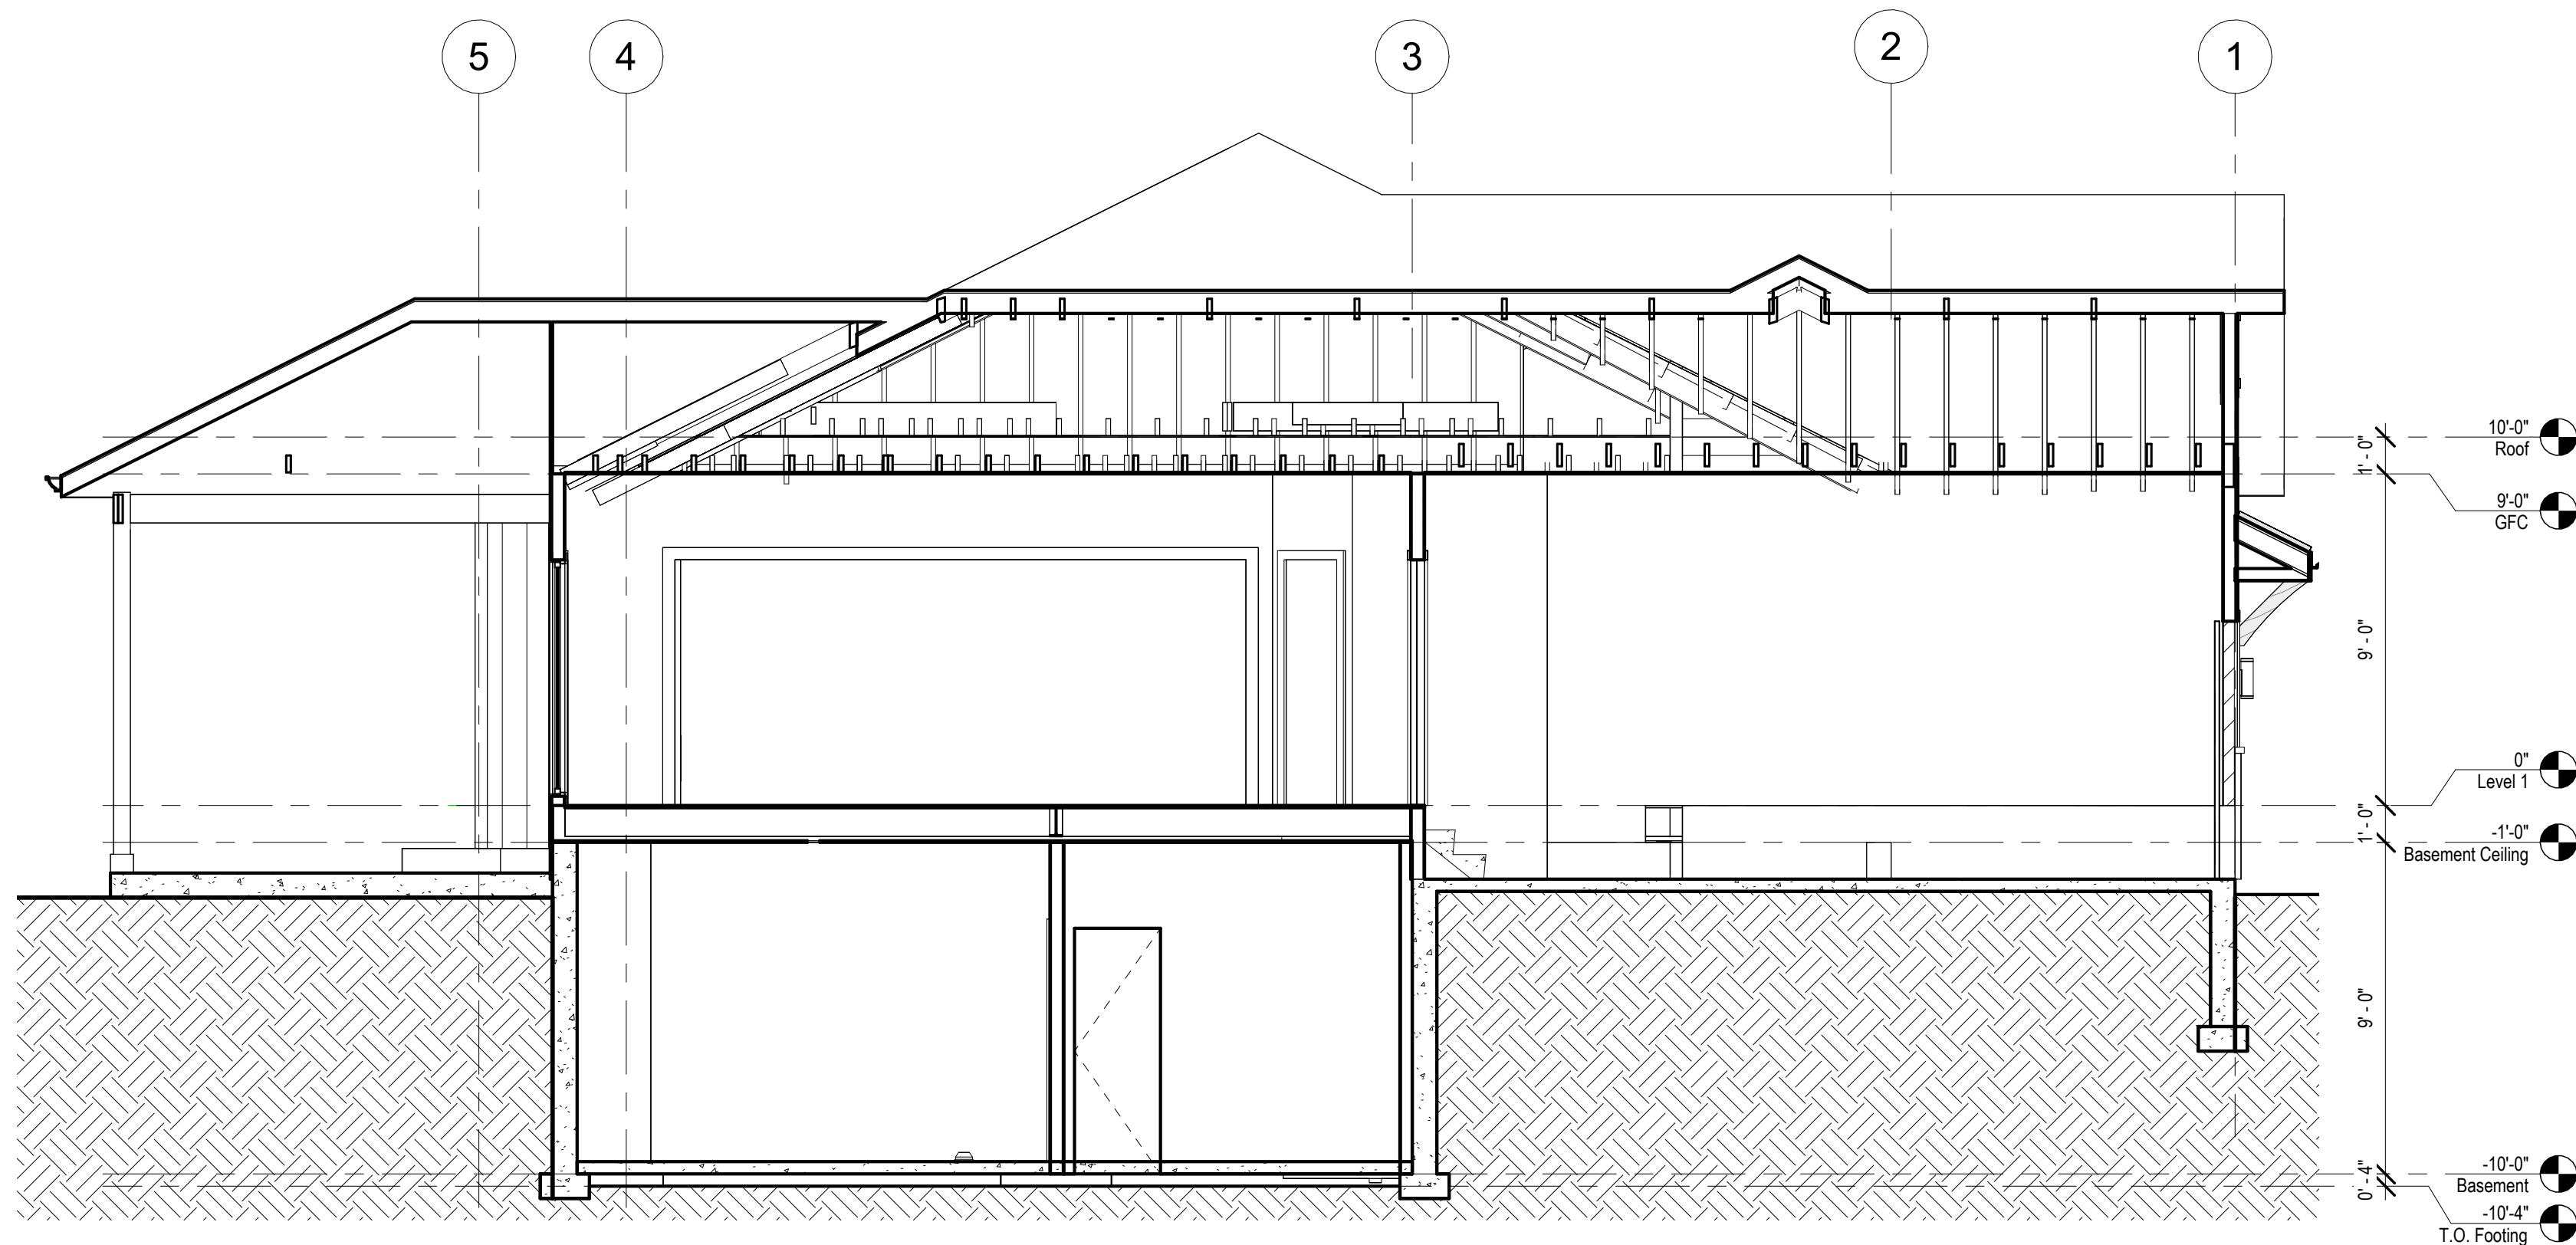 5
4
3
2
1
10'-0"
Roof
1' - 0"
9'-0"
GFC
9' - 0"
0"
Level 1
1' - 0"
-1'-0"
Basement Ceiling
9' - 0"
-10'-0"
Basement
0' - 4"
-10'-4"
T.O. Footing